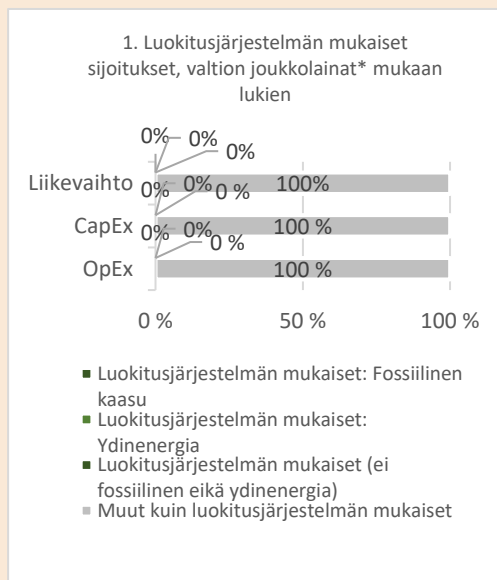 1. Luokitusjärjestelmän mukaiset
sijoitukset, valtion joukkolainat* mukaan
lukien
0%
0%
0%
Liikevaihto
100%
0%
0%
0 %
CapEx
100 %
0%
0%
0 %
OpEx
100 %
0 %
50 %
100 %
Luokitusjärjestelmän mukaiset: Fossiilinen
kaasu
Luokitusjärjestelmän mukaiset:
Ydinenergia
Luokitusjärjestelmän mukaiset (ei
fossiilinen eikä ydinenergia)
Muut kuin luokitusjärjestelmän mukaiset